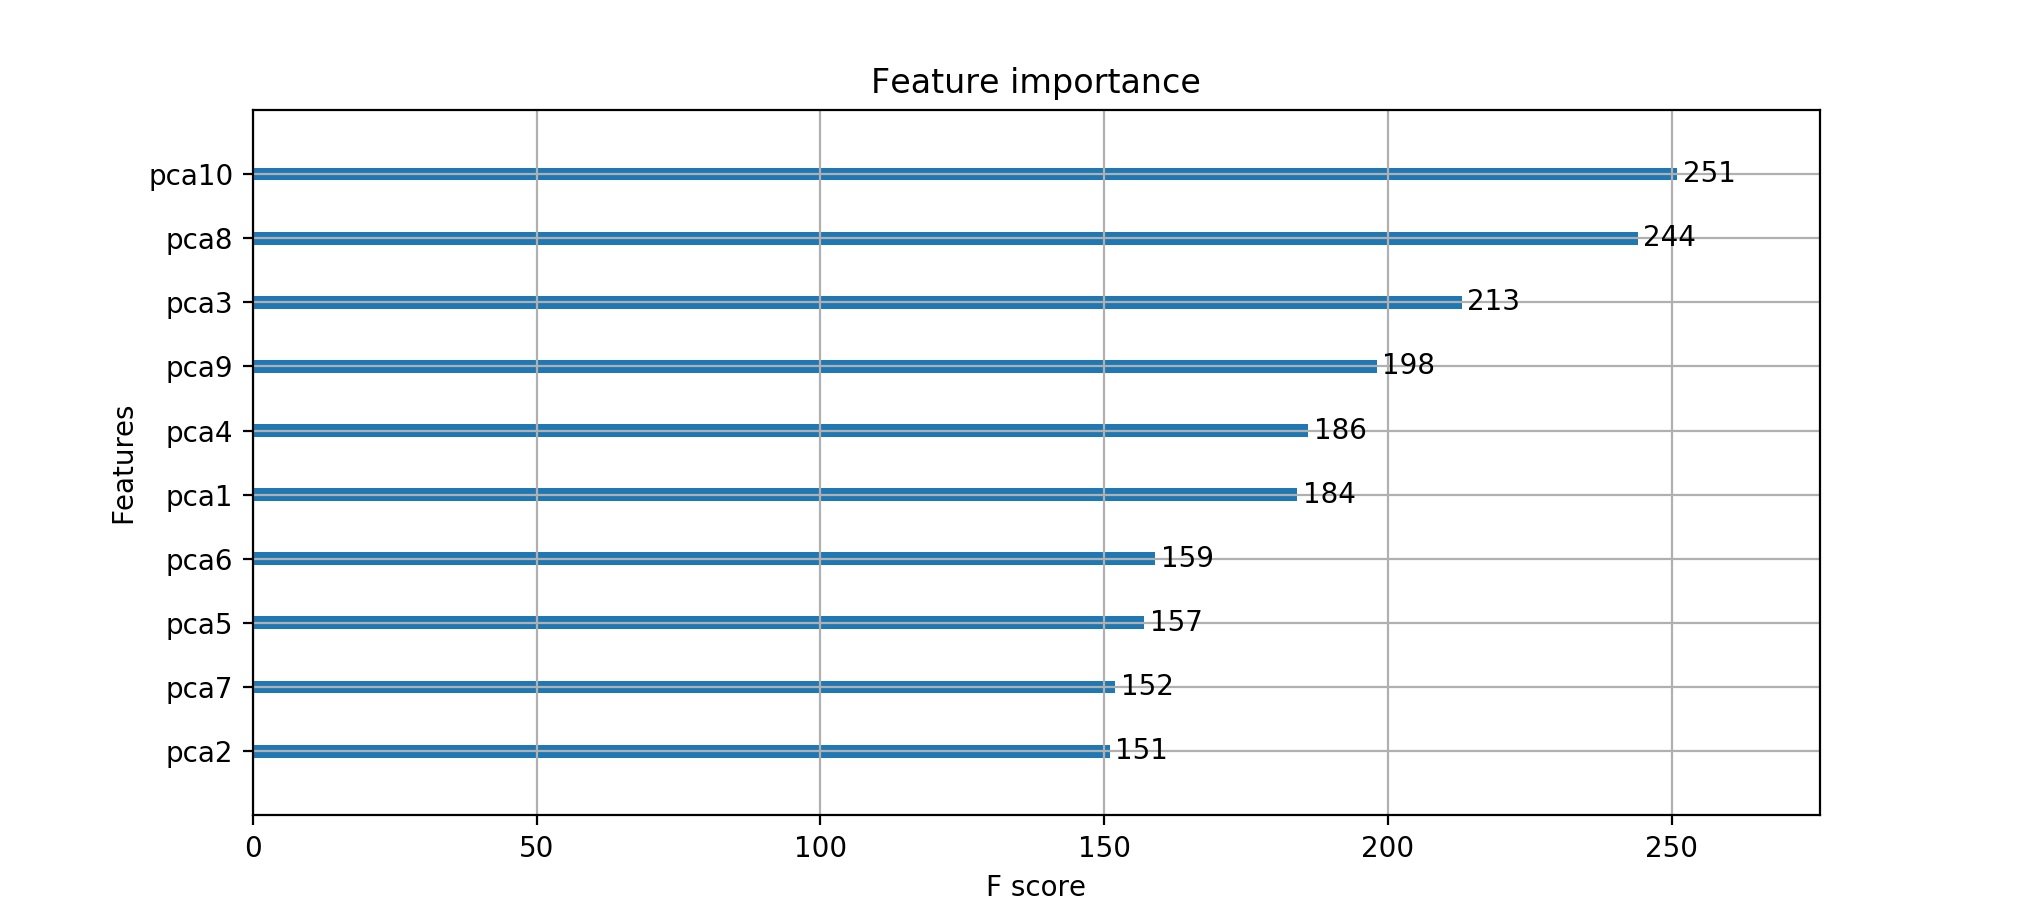 Feature importance
pca10 251
pca8 244
pca3 213
pca9 198
pca4 186
pca1 184
pca6 159
pca5 157
pca7 152
pca2 151
Features
0 50 100 150 200 250
F score